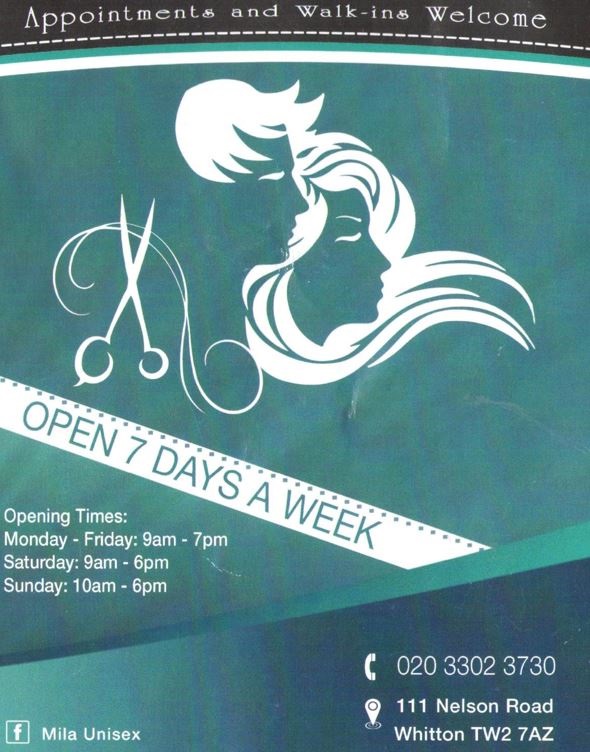 Appointments and Walk-ins Welcome
OPEN 7 DAYS A WEEK
Opening Times:
Monday - Friday: 9am - 7pm
Saturday: 9am - 6pm
Sunday: 10am - 6pm
020 3302 3730
111 Nelson Road
Whitton TW2 7AZ
f Mila Unisex